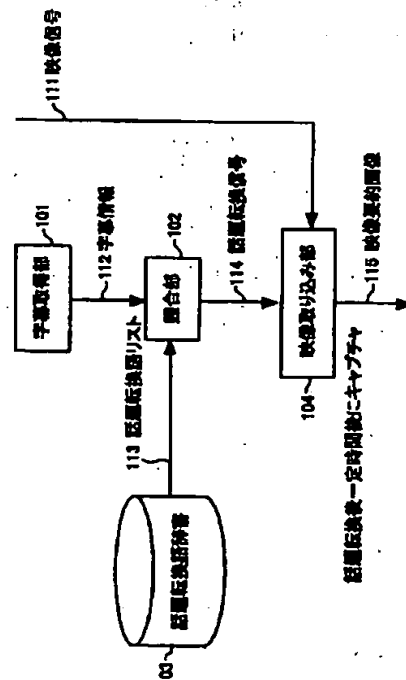 111 映像信号
101
字幕取得部
112 字幕情報
102
照合部
113 話題転換語リスト
話題転換語辞書
03
114 話題転換信号
映像取り込み部
104
115 映像要約画像
話題転換後一定時間後にキャプチャ